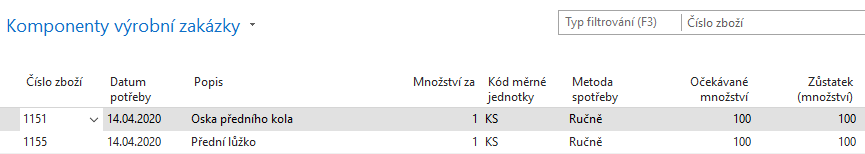 Komponenty výrobní zakázky
Typ filtrování (F3) Číslo zboží
Číslo zboží Datum potřeby Popis Množství za Kód měrné jednotky Metoda spotřeby Očekávané množství Zůstatek (množství)
1151 14.04.2020 Oska předního kola 1 KS Ručně 100 100
1155 14.04.2020 Přední lůžko 1 KS Ručně 100 100